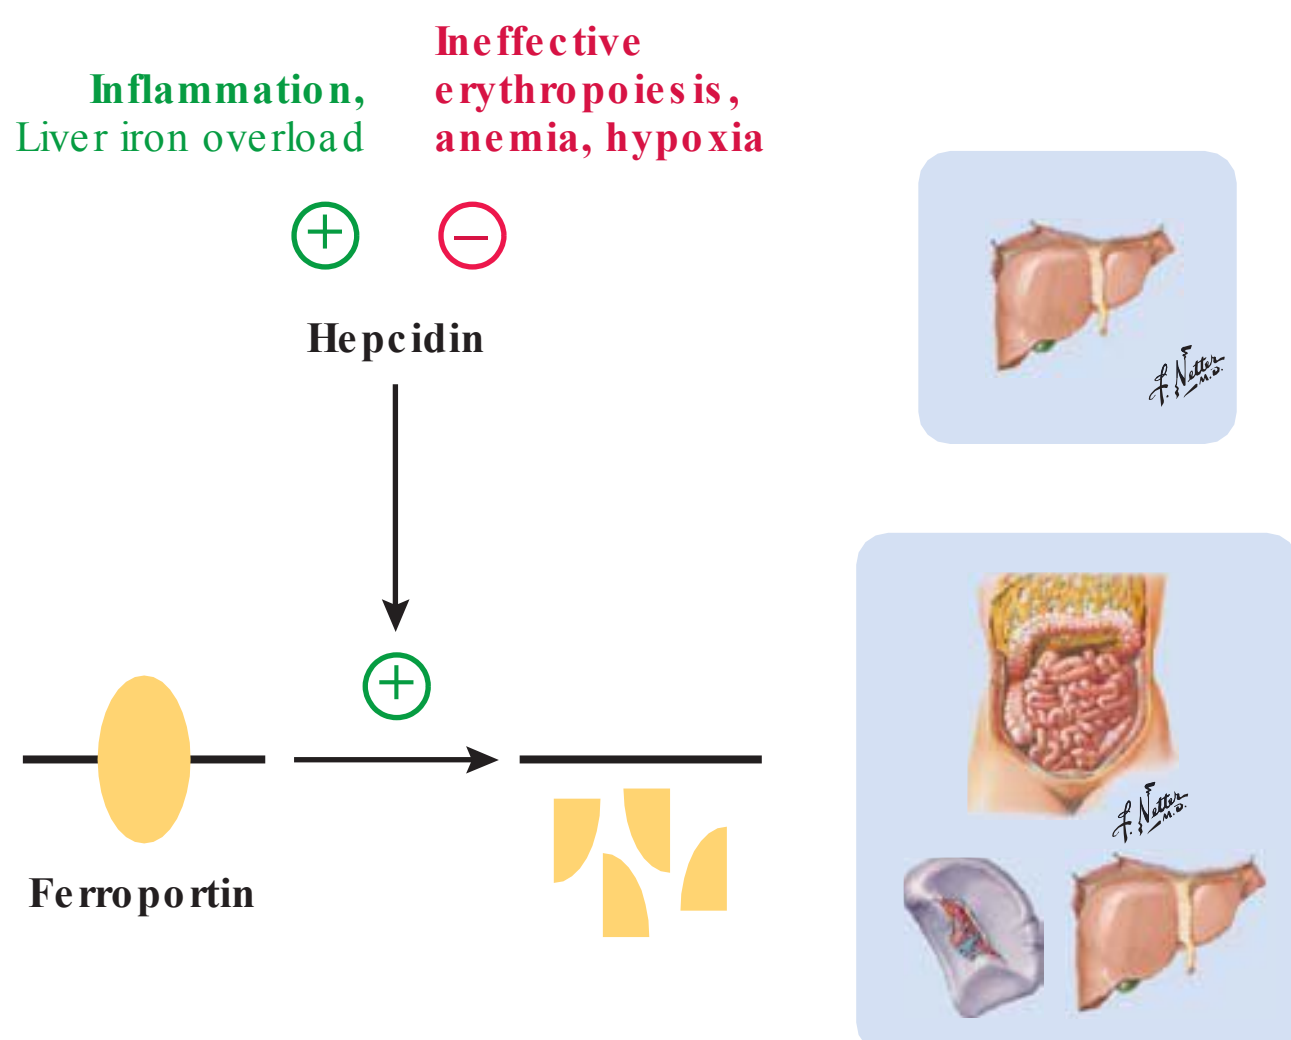 Inflammation,
Liver iron overload
Ineffective
erythropoiesis,
anemia, hypoxia
+
−
Hepcidin
+
Ferroportin
F. Netter
M.D.
F. Netter
M.D.